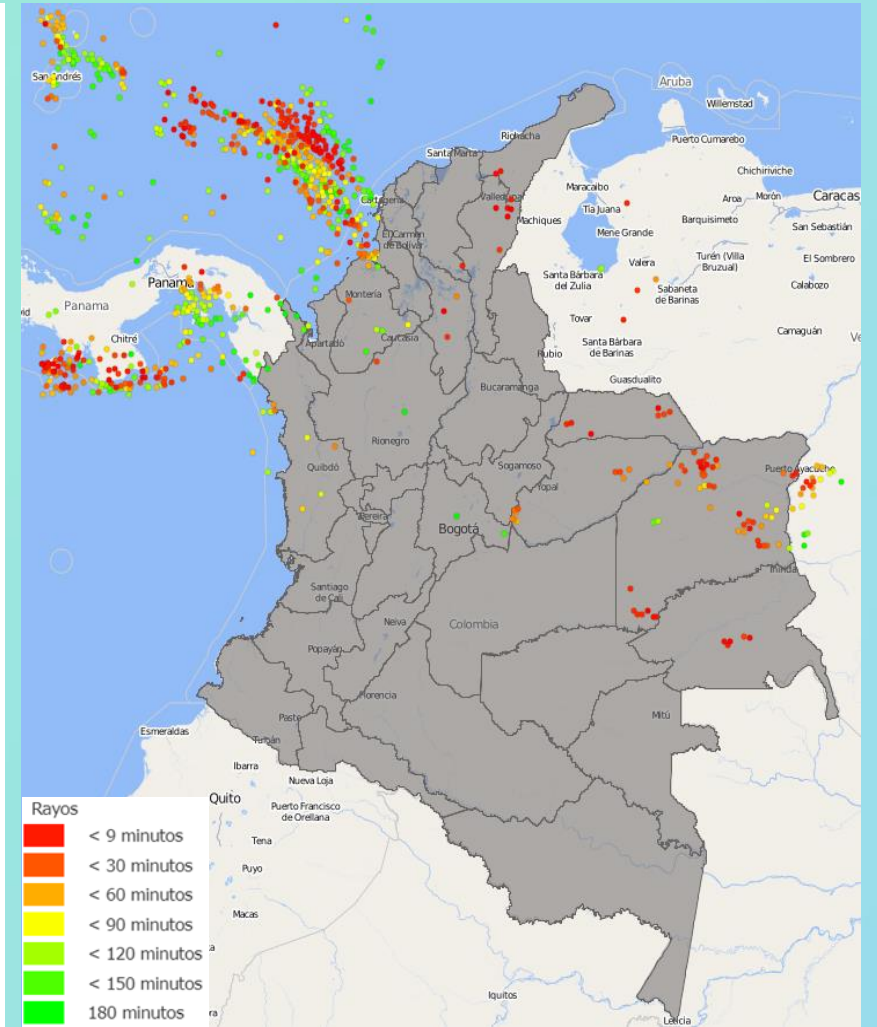 San Andrés
Aruba
Willemstad
Riohacha
Puerto Cumarebo
Santa Marta
Chichiriviche
Maracaibo
Caracas
Cartagena
Valledupar
Aroa
Morón
Tía Juana
Machiques
Barquisimeto
San Sebastián
El Carmen
de Bolívar
Mene Grande
Turén (Villa
Bruzual)
El Sombrero
Valera
Panamá
Santa Bárbara
del Zulia
Panama
Montería
Sabaneta
de Barinas
Calabozo
Chitré
Tovar
Camaguán
Apartadó
Caucasia
Santa Bárbara
de Barinas
Rubio
Guasdualito
Bucaramanga
Rionegro
Quibdó
Sogamoso
Puerto Ayacucho
Yopal
Pereira
Bogotá
Inírida
Santiago
de Cali
Neiva
Colombia
Popayán
Florencia
Mitú
Pasto
Esmeraldas
Ibarra
Nueva Loja
Quito
Puerto Francisco
de Orellana
Tena
Puyo
Macas
Iquitos
Leticia
Rayos
< 9 minutos
< 30 minutos
< 60 minutos
< 90 minutos
< 120 minutos
< 150 minutos
180 minutos